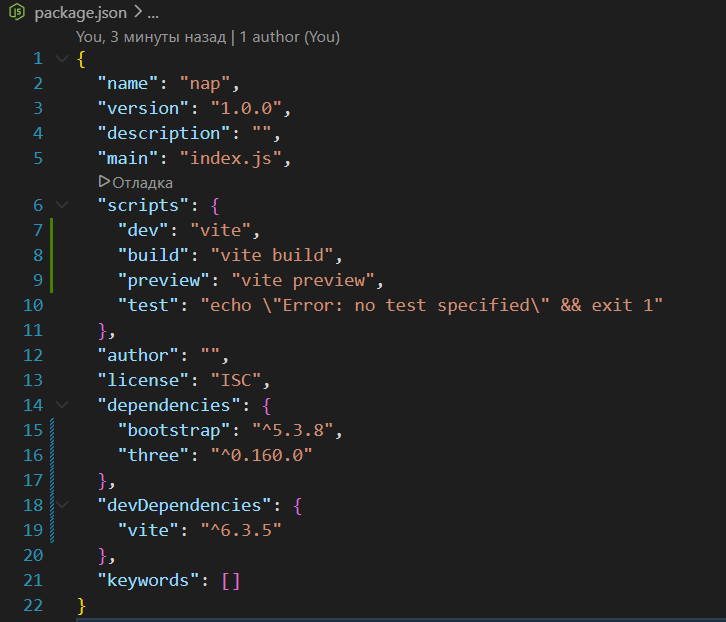 package.json > ...
You, 3 минуты назад | 1 author (You)
1 {
2 "name": "nap",
3 "version": "1.0.0",
4 "description": "",
5 "main": "index.js",
Отладка
6 "scripts": {
7 "dev": "vite",
8 "build": "vite build",
9 "preview": "vite preview",
10 "test": "echo \"Error: no test specified\" && exit 1"
11 },
12 "author": "",
13 "license": "ISC",
14 "dependencies": {
15 "bootstrap": "^5.3.8",
16 "three": "^0.160.0"
17 },
18 "devDependencies": {
19 "vite": "^6.3.5"
20 },
21 "keywords": []
22 }